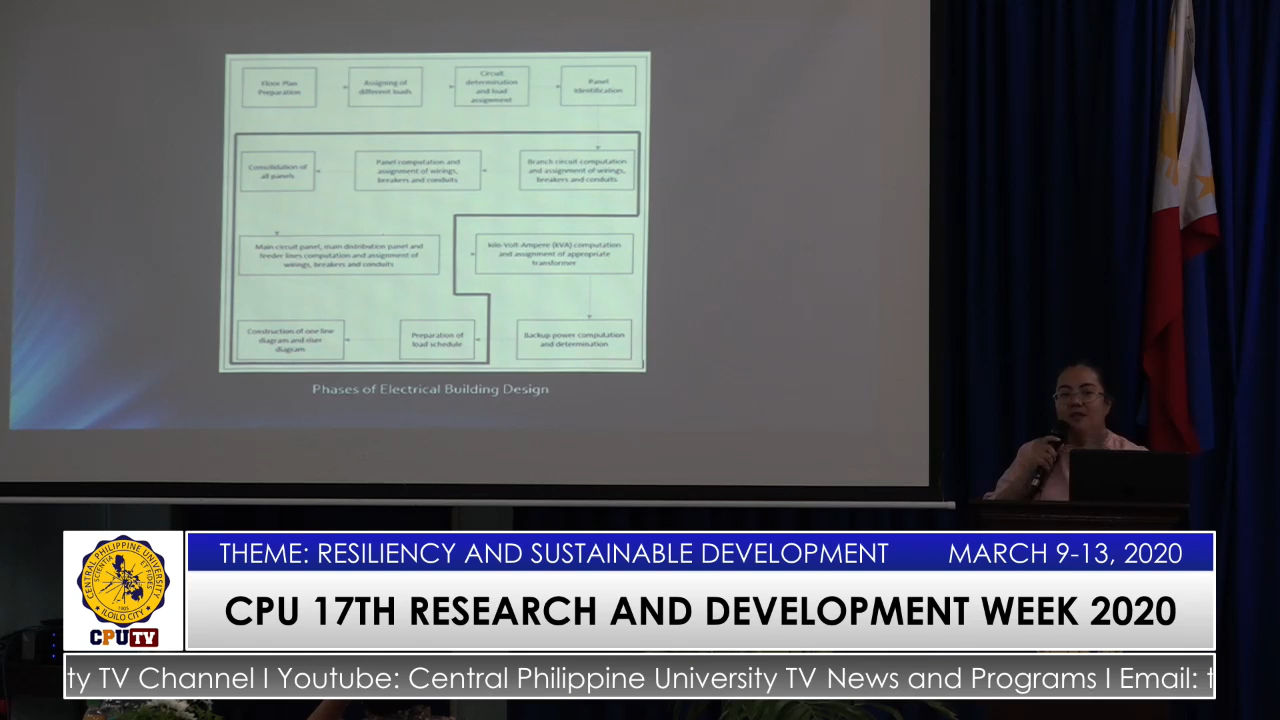 Floor Plan
Preparation
Assigning of
different loads
Circuit
determination
and load
assignment
Panel
Identification
Consolidation of
all panels
Panel computation and
assignment of wirings,
breakers and conduits
Branch circuit computation
and assignment of wirings,
breakers and conduits
Main circuit panel, main distribution panel and
feeder lines computation and assignment of
wirings, breakers and conduits
kilo-Volt-Ampere (kVA) computation
and assignment of appropriate
transformer
Construction of one line
diagram and riser
diagram
Preparation of
load schedule
Backup power computation
and determination
Phases of Electrical Building Design
CENTRAL PHILIPPINE UNIVERSITY
SCIENTIA ET FIDES
1905
ILOILO CITY
CPUTV
THEME: RESILIENCY AND SUSTAINABLE DEVELOPMENT MARCH 9-13, 2020
CPU 17TH RESEARCH AND DEVELOPMENT WEEK 2020
ty TV Channel I Youtube: Central Philippine University TV News and Programs I Email: t